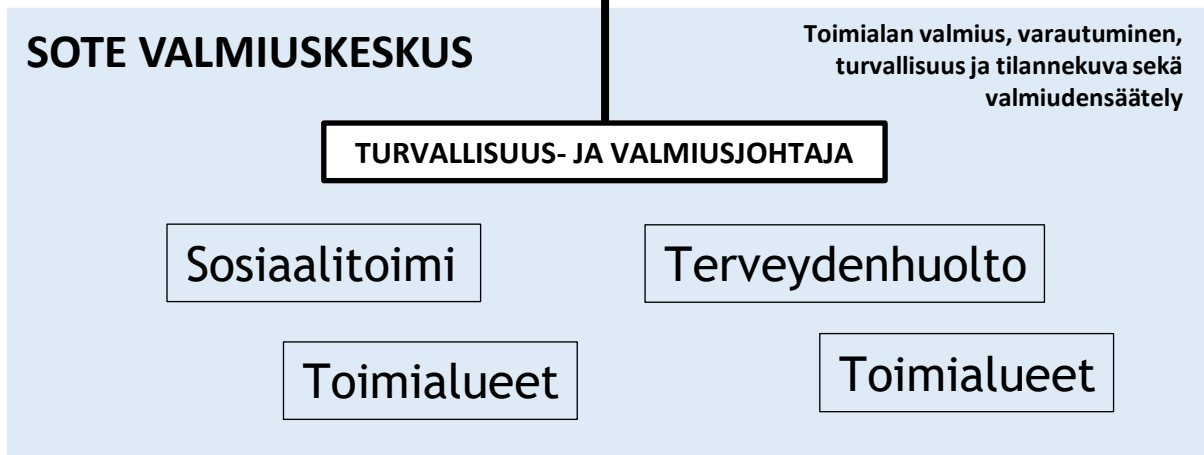 SOTE VALMIUSKESKUS
Toimialan valmius, varautuminen,
turvallisuus ja tilannekuva sekä
valmiudensäätely
TURVALLISUUS- JA VALMIUSJOHTAJA
Sosiaalitoimi
Terveydenhuolto
Toimialueet
Toimialueet